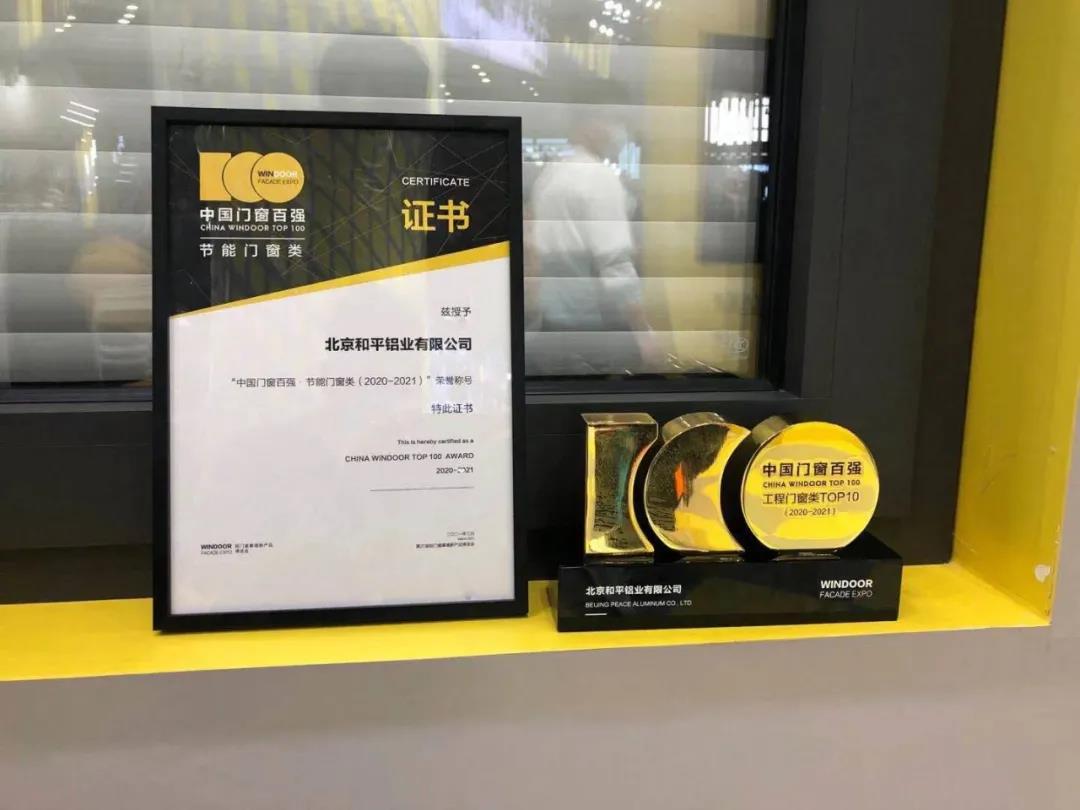 100
WINDOOR
FACADE EXPO
中国门窗百强
CHINA WINDOOR TOP 100
节能门窗类
CERTIFICATE
证书
兹授予
北京和平铝业有限公司
“中国门窗百强·节能门窗类（2020-2021）”荣誉称号
特此证书
This is hereby certified as a
CHINA WINDOOR TOP 100 AWARD
2020-2021
WINDOOR
FACADE EXPO
中国门窗百强
CHINA WINDOOR TOP 100
工程门窗类TOP10
(2020-2021)
北京和平铝业有限公司
BEIJING PEACE ALUMINUM CO., LTD
WINDOOR
FACADE EXPO